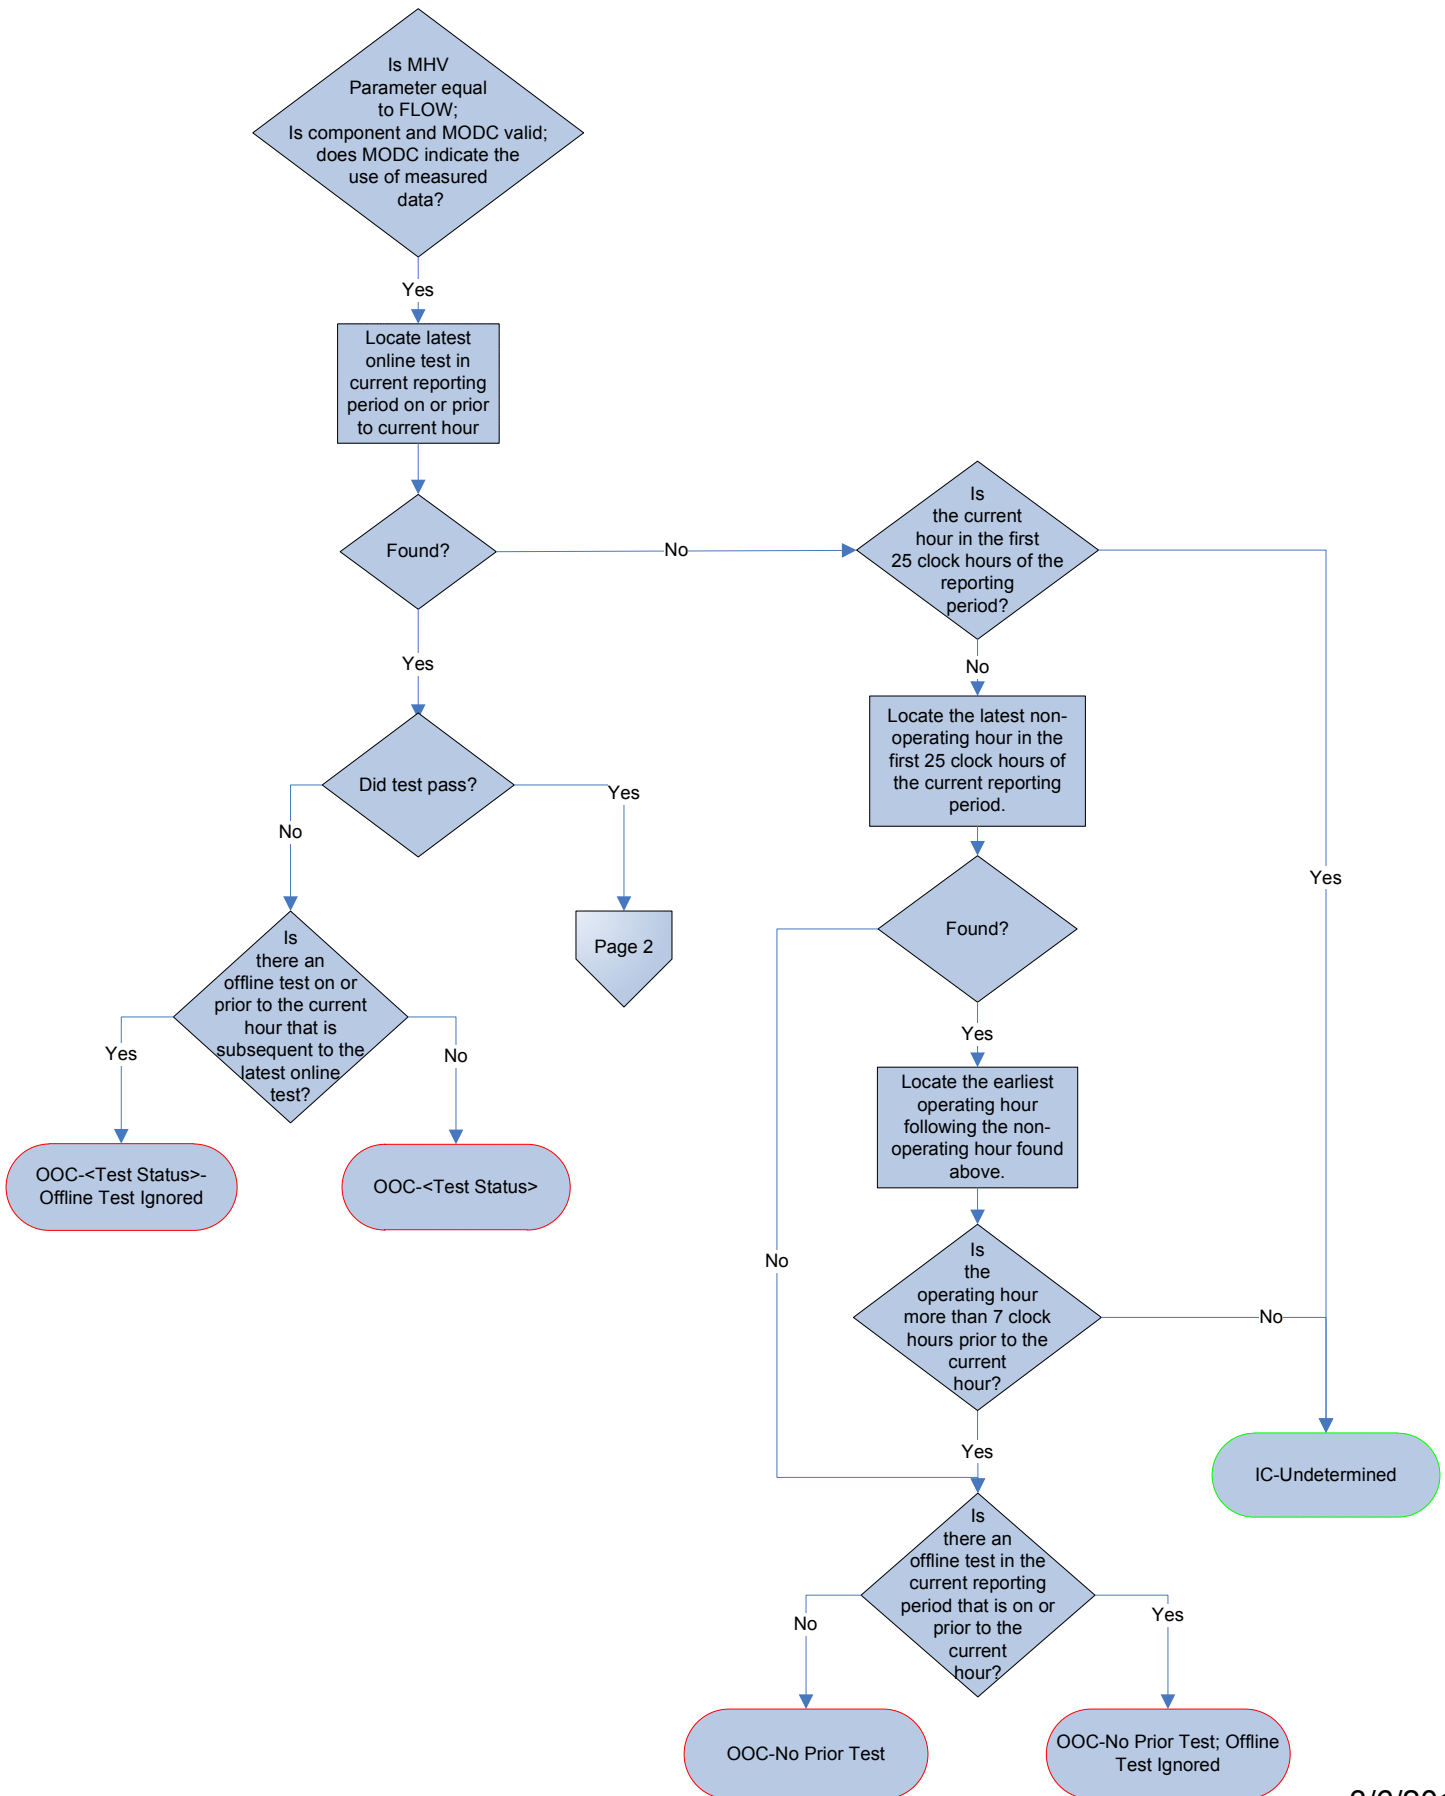 Is MHV
Parameter equal
to FLOW;
Is component and MODC valid;
does MODC indicate the
use of measured
data?
Yes
Locate latest
online test in
current reporting
period on or prior
to current hour
Found?
No
Is
the current
hour in the first
25 clock hours of the
reporting
period?
Yes
No
Did test pass?
Yes
No
Locate the latest non-
operating hour in the
first 25 clock hours of
the current reporting
period.
Yes
Is
there an
offline test on or
prior to the current
hour that is
subsequent to the
latest online
test?
Page 2
Found?
Yes
No
Yes
Locate the earliest
operating hour
following the non-
operating hour found
above.
OOC-<Test Status>-
Offline Test Ignored
OOC-<Test Status>
No
Is
the
operating hour
more than 7 clock
hours prior to the
current
hour?
No
Yes
IC-Undetermined
Is
there an
offline test in the
current reporting
period that is on or
prior to the
current
hour?
No
Yes
OOC-No Prior Test
OOC-No Prior Test; Offline
Test Ignored